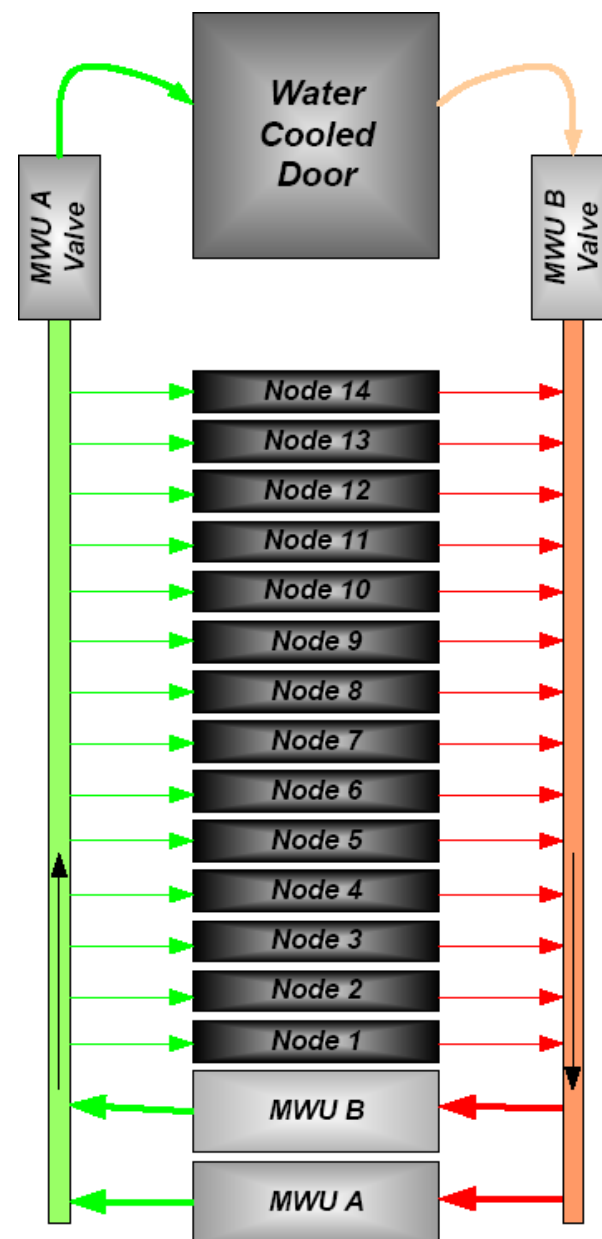 Water
Cooled
Door
MWU A
Valve
MWU B
Valve
Node 14
Node 13
Node 12
Node 11
Node 10
Node 9
Node 8
Node 7
Node 6
Node 5
Node 4
Node 3
Node 2
Node 1
MWU B
MWU A